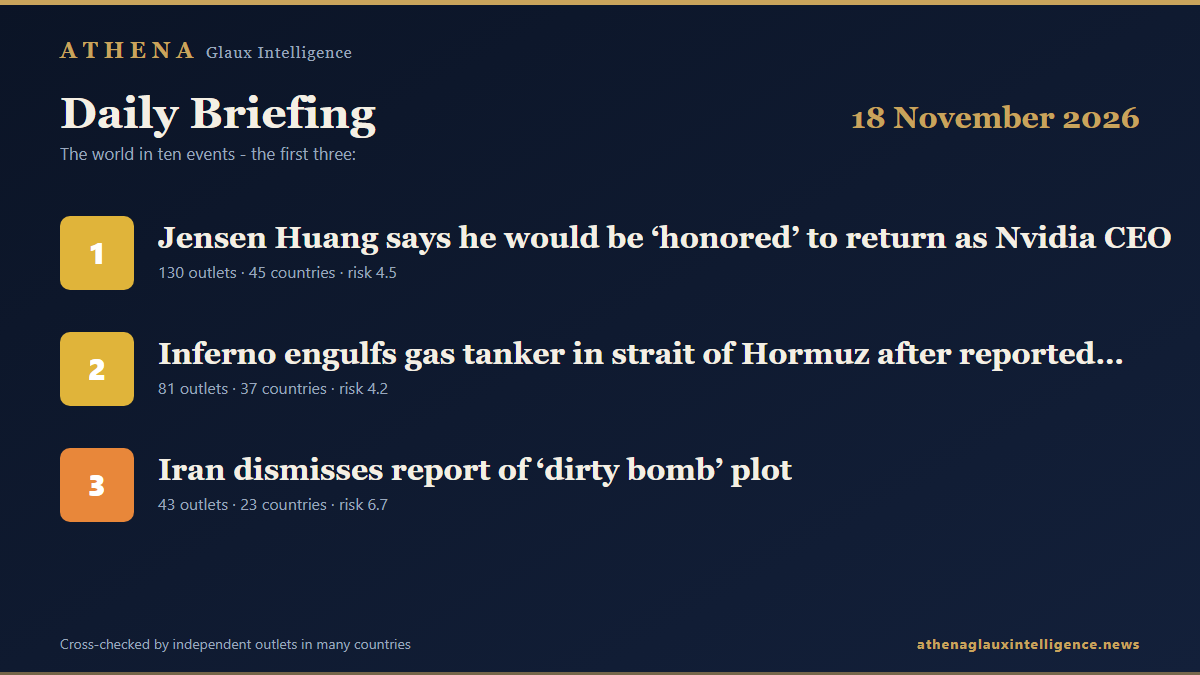 ATHENA Glaux Intelligence
Daily Briefing
18 November 2026
The world in ten events - the first three:
1
Jensen Huang says he would be ‘honored’ to return as Nvidia CEO
130 outlets · 45 countries · risk 4.5
2
Inferno engulfs gas tanker in strait of Hormuz after reported...
81 outlets · 37 countries · risk 4.2
3
Iran dismisses report of ‘dirty bomb’ plot
43 outlets · 23 countries · risk 6.7
Cross-checked by independent outlets in many countries
athenaglauxintelligence.news